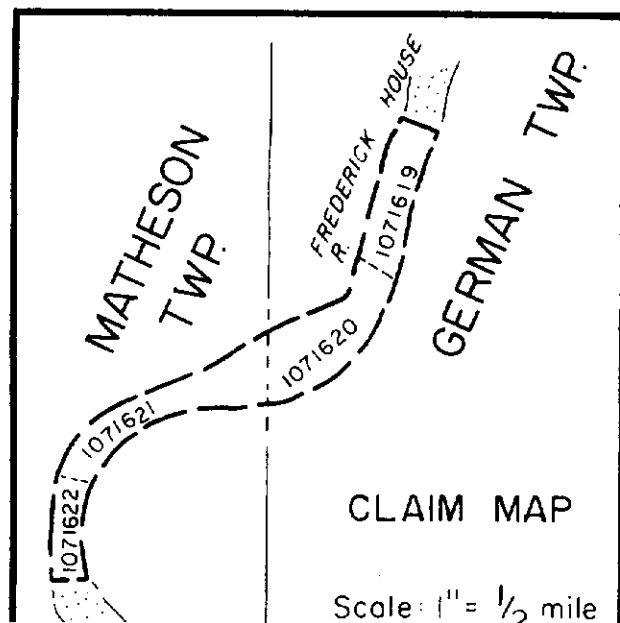 HOUSE
FREDERICK
R.
MATHESON
TWP.
GERMAN TWP.
1071619
1071620
1071621
1071622
CLAIM MAP
Scale: 1" = 1/2 mile